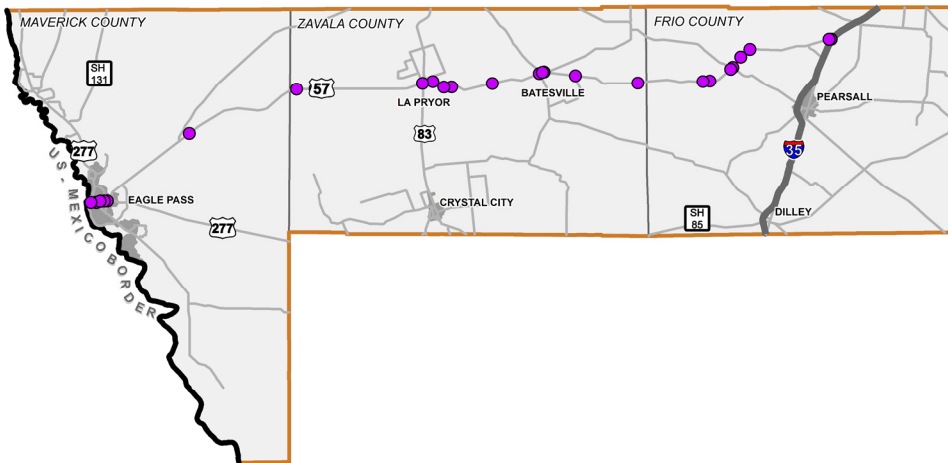 MAVERICK COUNTY
ZAVALA COUNTY
FRIO COUNTY
SH
131
57
LA PRYOR
BATESVILLE
PEARSALL
83
35
277
US - MEXICO BORDER
EAGLE PASS
277
CRYSTAL CITY
SH
85
DILLEY